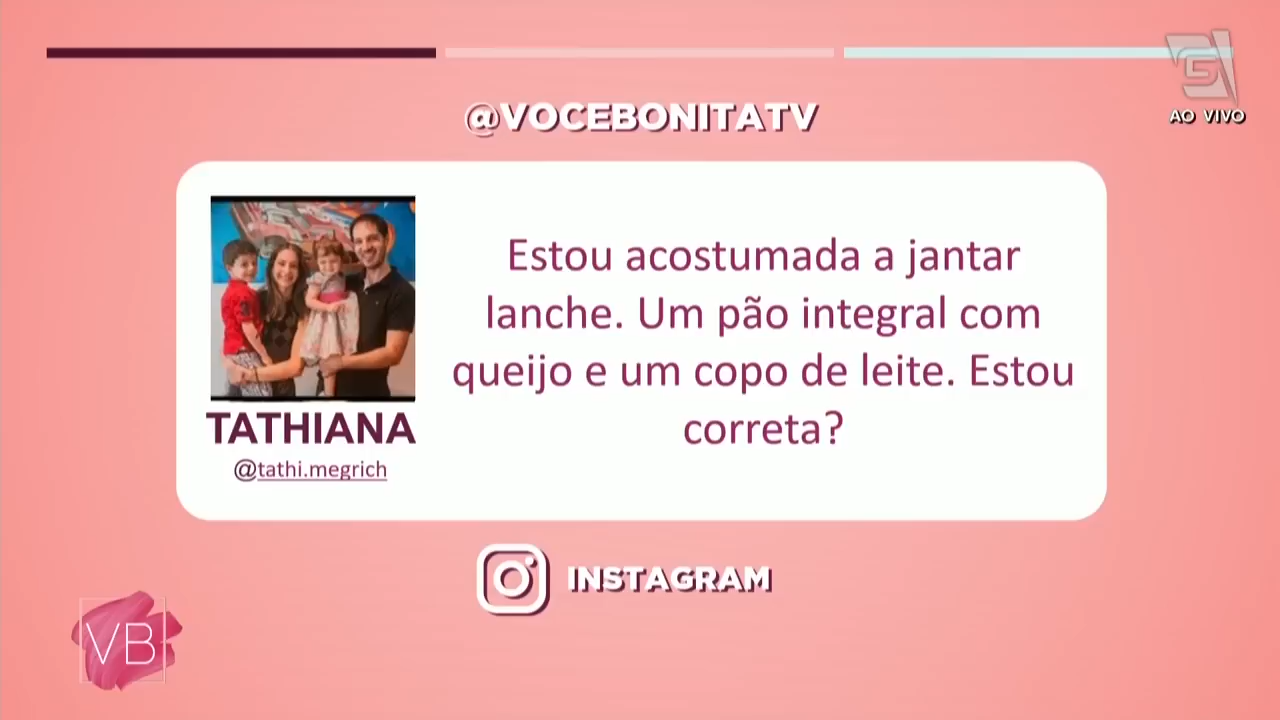 @VOCEBONITATV
G
AO VIVO
Estou acostumada a jantar
lanche. Um pão integral com
queijo e um copo de leite. Estou
correta?
TATHIANA
@tathi.megrich
INSTAGRAM
VB